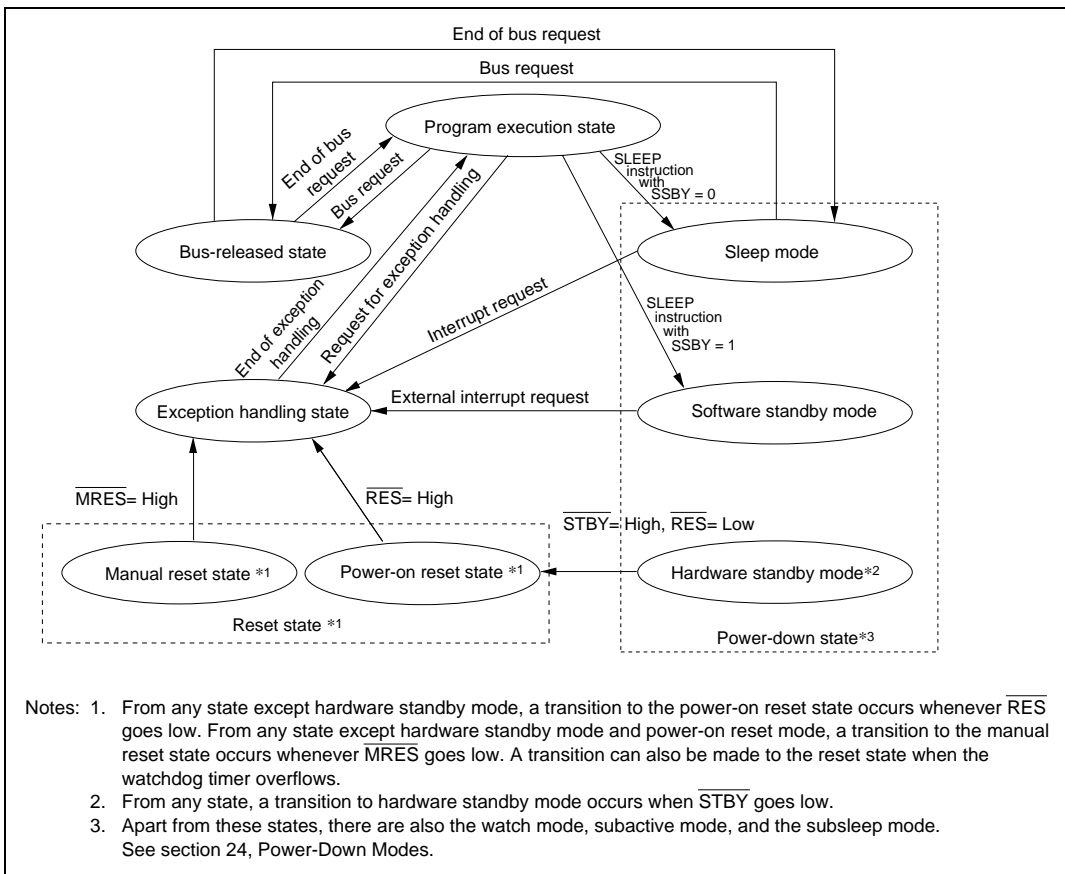 End of bus request
Bus request
Program execution state
End of bus
request
Bus request
SLEEP
instruction
with
SSBY = 0
Bus-released state
Sleep mode
End of exception
handling
Request for exception handling
Interrupt request
SLEEP
instruction
with
SSBY = 1
Exception handling state
External interrupt request
Software standby mode
MRES= High
RES= High
STBY= High, RES= Low
Manual reset state *1
Power-on reset state *1
Hardware standby mode*2
Reset state *1
Power-down state*3
Notes: 1. From any state except hardware standby mode, a transition to the power-on reset state occurs whenever RES
goes low. From any state except hardware standby mode and power-on reset mode, a transition to the manual
reset state occurs whenever MRES goes low. A transition can also be made to the reset state when the
watchdog timer overflows.
2. From any state, a transition to hardware standby mode occurs when STBY goes low.
3. Apart from these states, there are also the watch mode, subactive mode, and the subsleep mode.
See section 24, Power-Down Modes.